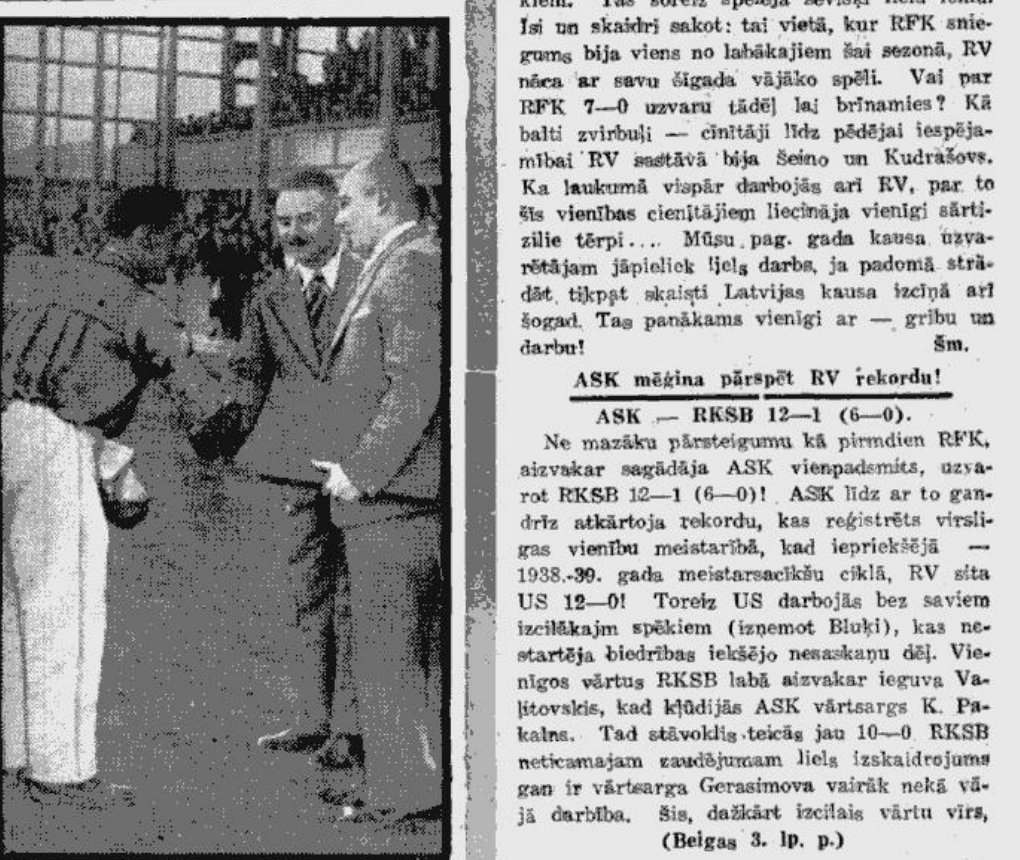 Īsi un skaidri sakot: tai vietā, kur RFK snie-
gums bija viens no labākajiem šai sezonā, RV
nāca ar savu šīgada vājāko spēli. Vai par
RFK 7—0 uzvaru tādēļ lai brīnamies? Kā
balti zvirbuļi — cīnītāji līdz pēdējai iespēja-
mībai RV sastāvā bija Šeino un Kudrašovs.
Ka laukumā vispār darbojās arī RV, par to
šīs vienības cienītājiem liecināja vienīgi sārti-
zilie tērpi.... Mūsu pag. gada kausa uzva-
rētājam jāpieliek liels darbs, ja padomā strā-
dāt tikpat skaisti Latvijas kausa izcīņā arī
šogad. Tas panākams vienīgi ar — gribu un
darbu! Šm.
ASK mēģina pārspēt RV rekordu!
ASK — RKSB 12—1 (6—0).
Ne mazāku pārsteigumu kā pirmdien RFK,
aizvakar sagādāja ASK vienpadsmits, uzva-
rot RKSB 12—1 (6—0)! ASK līdz ar to gan-
drīz atkārtoja rekordu, kas reģistrēts virsli-
gas vienību meistarībā, kad iepriekšējā —
1938.-39. gada meistarsacīkšu ciklā, RV sita
US 12—0! Toreiz US darbojās bez saviem
izcilākajm spēkiem (izņemot Bluķi), kas ne-
startēja biedrības iekšējo nesaskaņu dēļ. Vie-
nīgos vārtus RKSB labā aizvakar ieguva Va-
ļitovskis, kad kļūdījās ASK vārtsargs K. Pa-
kalns. Tad stāvoklis teicās jau 10—0 RKSB
neticamajam zaudējumam liels izskaidrojums
gan ir vārtsarga Gerasimova vairāk nekā vā-
jā darbība. Šis, dažkārt izcilais vārtu vīrs,
(Beigas 3. lp. p.)